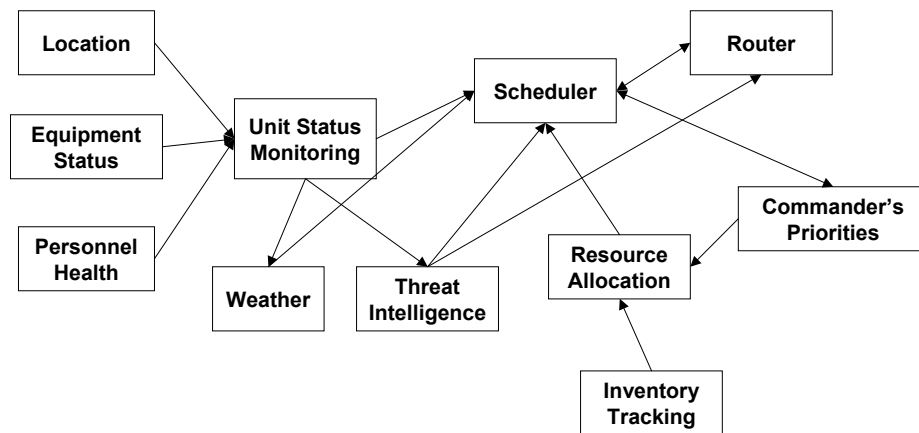 Location
Router
Scheduler
Unit Status
Monitoring
Equipment
Status
Commander's
Priorities
Personnel
Health
Resource
Allocation
Weather
Threat
Intelligence
Inventory
Tracking